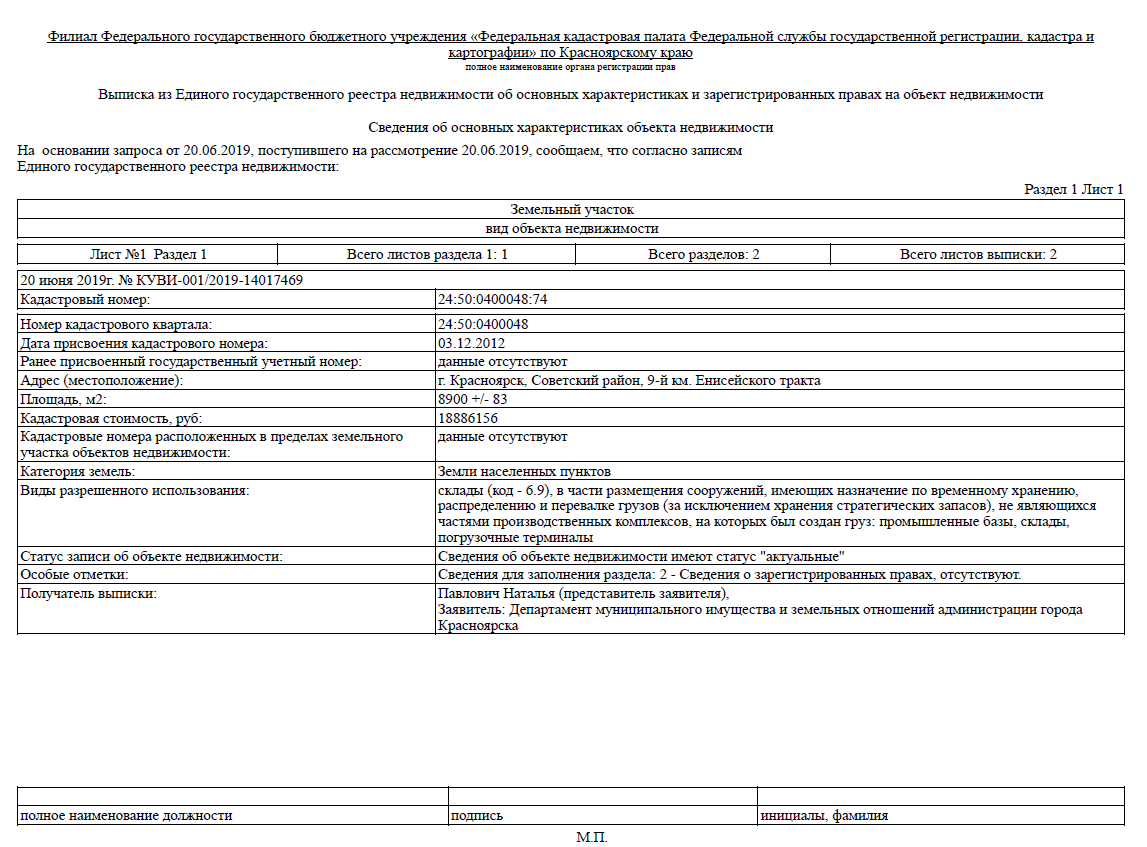 Филиал Федерального государственного бюджетного учреждения «Федеральная кадастровая палата Федеральной службы государственной регистрации, кадастра и
картографии» по Красноярскому краю
полное наименование органа регистрации прав
Выписка из Единого государственного реестра недвижимости об основных характеристиках и зарегистрированных правах на объект недвижимости
Сведения об основных характеристиках объекта недвижимости
На основании запроса от 20.06.2019, поступившего на рассмотрение 20.06.2019, сообщаем, что согласно записям
Единого государственного реестра недвижимости:
Раздел 1 Лист 1
Земельный участок
вид объекта недвижимости
Лист №1 Раздел 1 Всего листов раздела 1: 1 Всего разделов: 2 Всего листов выписки: 2
20 июня 2019г. № КУВИ-001/2019-14017469
Кадастровый номер: 24:50:0400048:74
Номер кадастрового квартала: 24:50:0400048
Дата присвоения кадастрового номера: 03.12.2012
Ранее присвоенный государственный учетный номер: данные отсутствуют
Адрес (местоположение): г. Красноярск, Советский район, 9-й км. Енисейского тракта
Площадь, м2: 8900 +/- 83
Кадастровая стоимость, руб: 18886156
Кадастровые номера расположенных в пределах земельного данные отсутствуют
участка объектов недвижимости:
Категория земель: Земли населенных пунктов
Виды разрешенного использования: склады (код - 6.9), в части размещения сооружений, имеющих назначение по временному хранению,
распределению и перевалке грузов (за исключением хранения стратегических запасов), не являющихся
частями производственных комплексов, на которых был создан груз: промышленные базы, склады,
погрузочные терминалы
Статус записи об объекте недвижимости: Сведения об объекте недвижимости имеют статус "актуальные"
Особые отметки: Сведения для заполнения раздела: 2 - Сведения о зарегистрированных правах, отсутствуют.
Получатель выписки: Павлович Наталья (представитель заявителя),
Заявитель: Департамент муниципального имущества и земельных отношений администрации города
Красноярска
полное наименование должности подпись инициалы, фамилия
М.П.